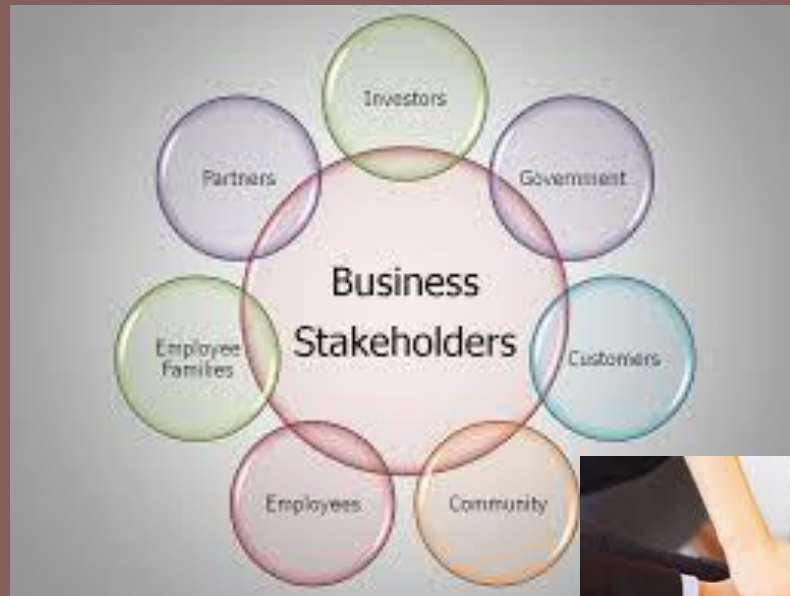 Investors
Partners
Government
Business
Stakeholders
Employee
Families
Customers
Employees
Community